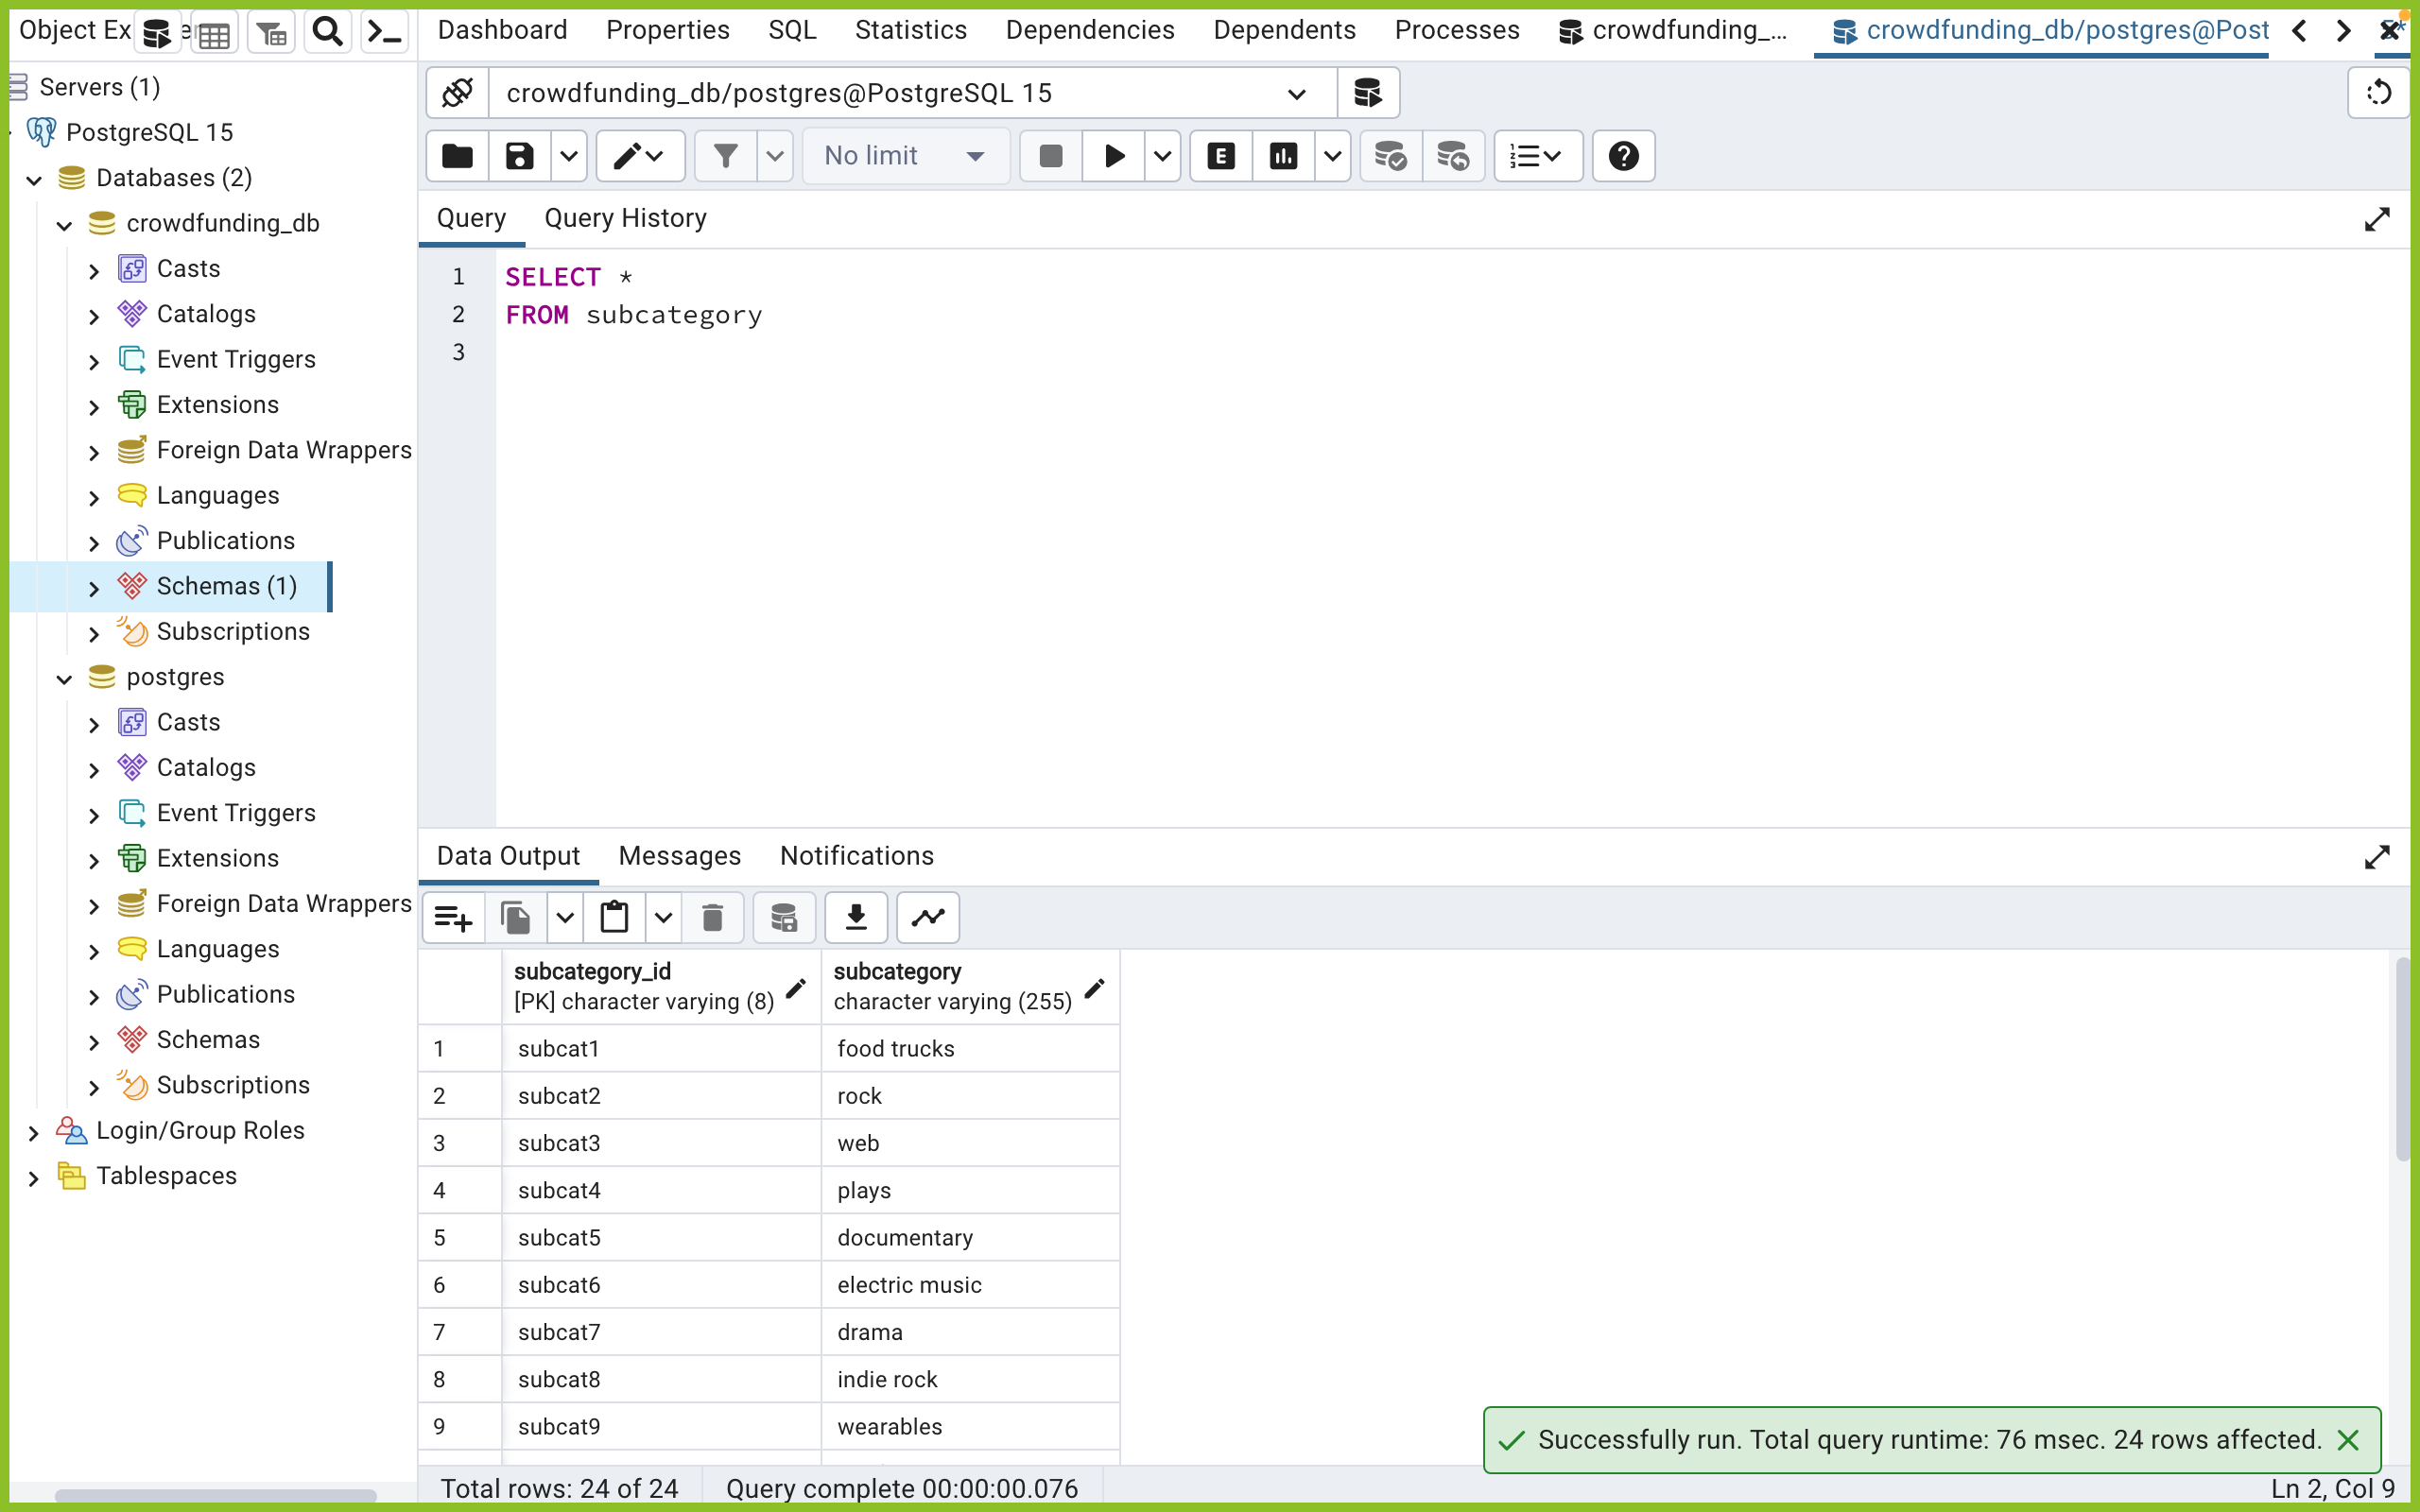 Object Ex
Dashboard Properties SQL Statistics Dependencies Dependents Processes crowdfunding_... crowdfunding_db/postgres@Post
Servers (1)
PostgreSQL 15
Databases (2)
crowdfunding_db
Casts
Catalogs
Event Triggers
Extensions
Foreign Data Wrappers
Languages
Publications
Schemas (1)
Subscriptions
postgres
Casts
Catalogs
Event Triggers
Extensions
Foreign Data Wrappers
Languages
Publications
Schemas
Subscriptions
Login/Group Roles
Tablespaces
crowdfunding_db/postgres@PostgreSQL 15
No limit
E
Query Query History
1 SELECT *
2 FROM subcategory
3
Data Output Messages Notifications
subcategory_id subcategory
[PK] character varying (8) character varying (255)
1 subcat1 food trucks
2 subcat2 rock
3 subcat3 web
4 subcat4 plays
5 subcat5 documentary
6 subcat6 electric music
7 subcat7 drama
8 subcat8 indie rock
9 subcat9 wearables
Successfully run. Total query runtime: 76 msec. 24 rows affected.
Total rows: 24 of 24 Query complete 00:00:00.076 Ln 2, Col 9